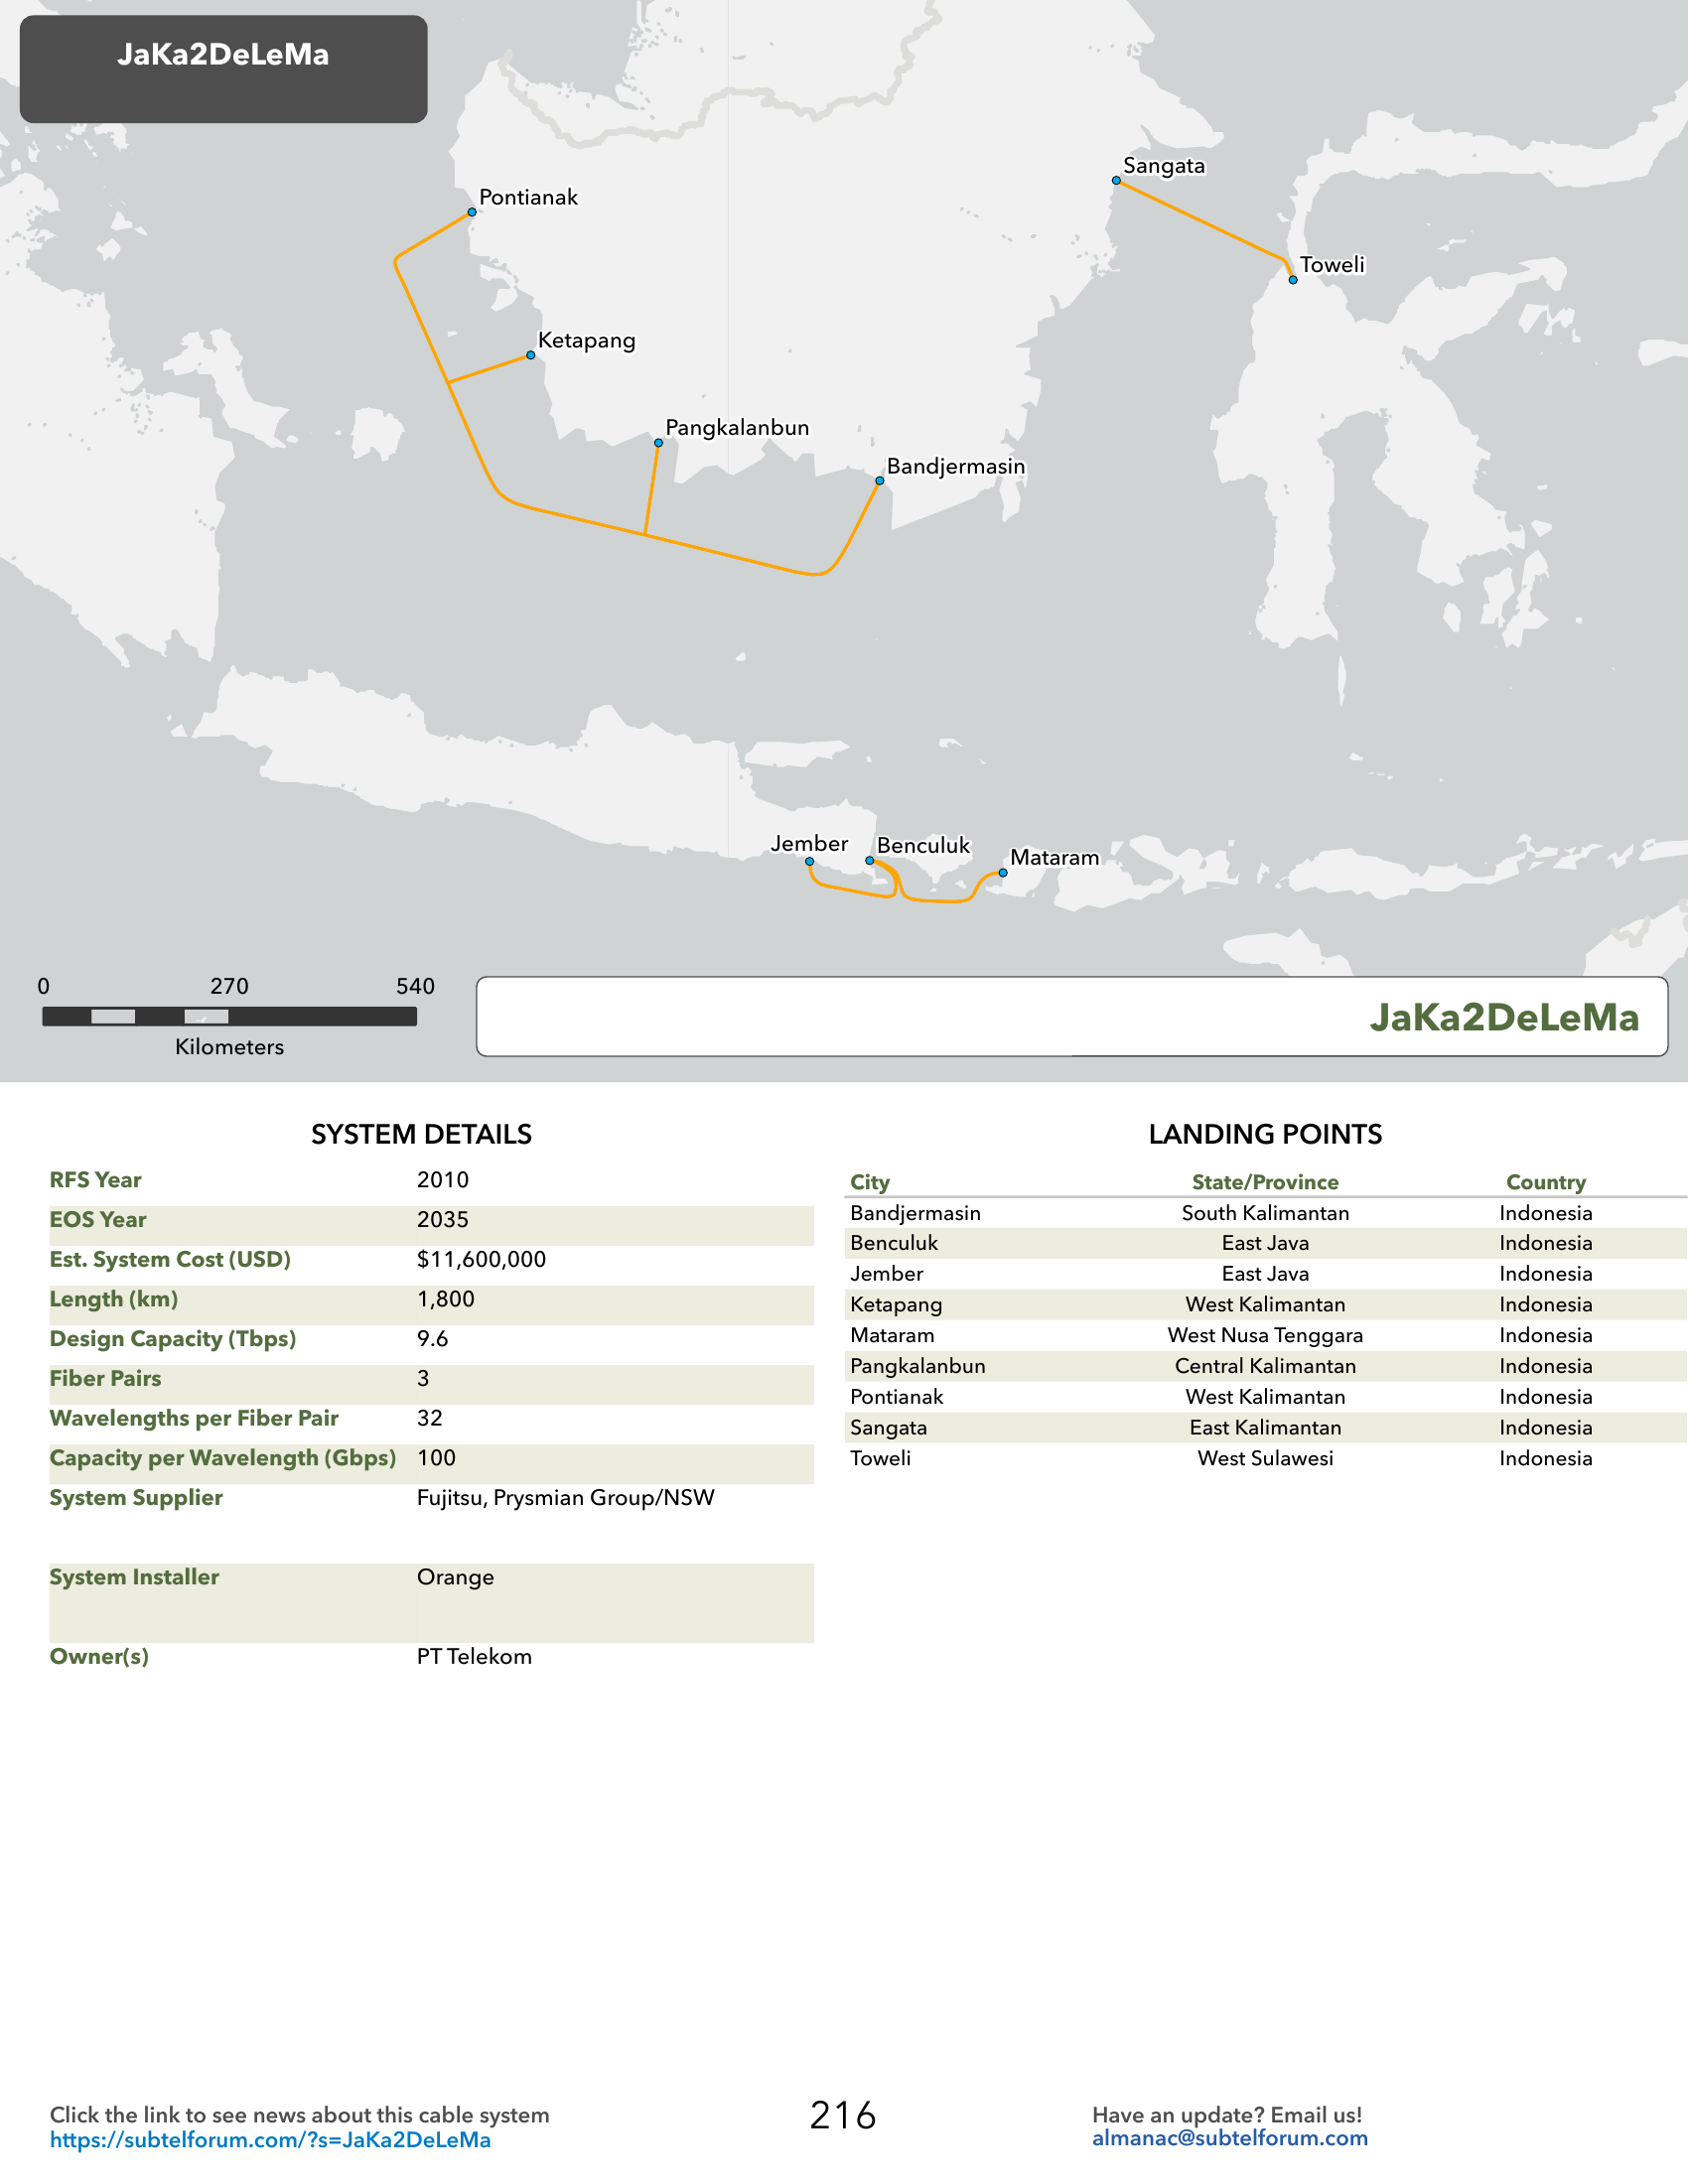 JaKa2DeLeMa
Sangata
Pontianak
Toweli
Ketapang
Pangkalanbun
Bandjermasin
Jember
Benculuk
Mataram
0 270 540
Kilometers
JaKa2DeLeMa
SYSTEM DETAILS
RFS Year 2010
EOS Year 2035
Est. System Cost (USD) $11,600,000
Length (km) 1,800
Design Capacity (Tbps) 9.6
Fiber Pairs 3
Wavelengths per Fiber Pair 32
Capacity per Wavelength (Gbps) 100
System Supplier Fujitsu, Prysmian Group/NSW
System Installer Orange
Owner(s) PT Telekom
LANDING POINTS
City State/Province Country
Bandjermasin South Kalimantan Indonesia
Benculuk East Java Indonesia
Jember East Java Indonesia
Ketapang West Kalimantan Indonesia
Mataram West Nusa Tenggara Indonesia
Pangkalanbun Central Kalimantan Indonesia
Pontianak West Kalimantan Indonesia
Sangata East Kalimantan Indonesia
Toweli West Sulawesi Indonesia
Click the link to see news about this cable system
https://subtelforum.com/?s=JaKa2DeLeMa
216
Have an update? Email us!
almanac@subtelforum.com